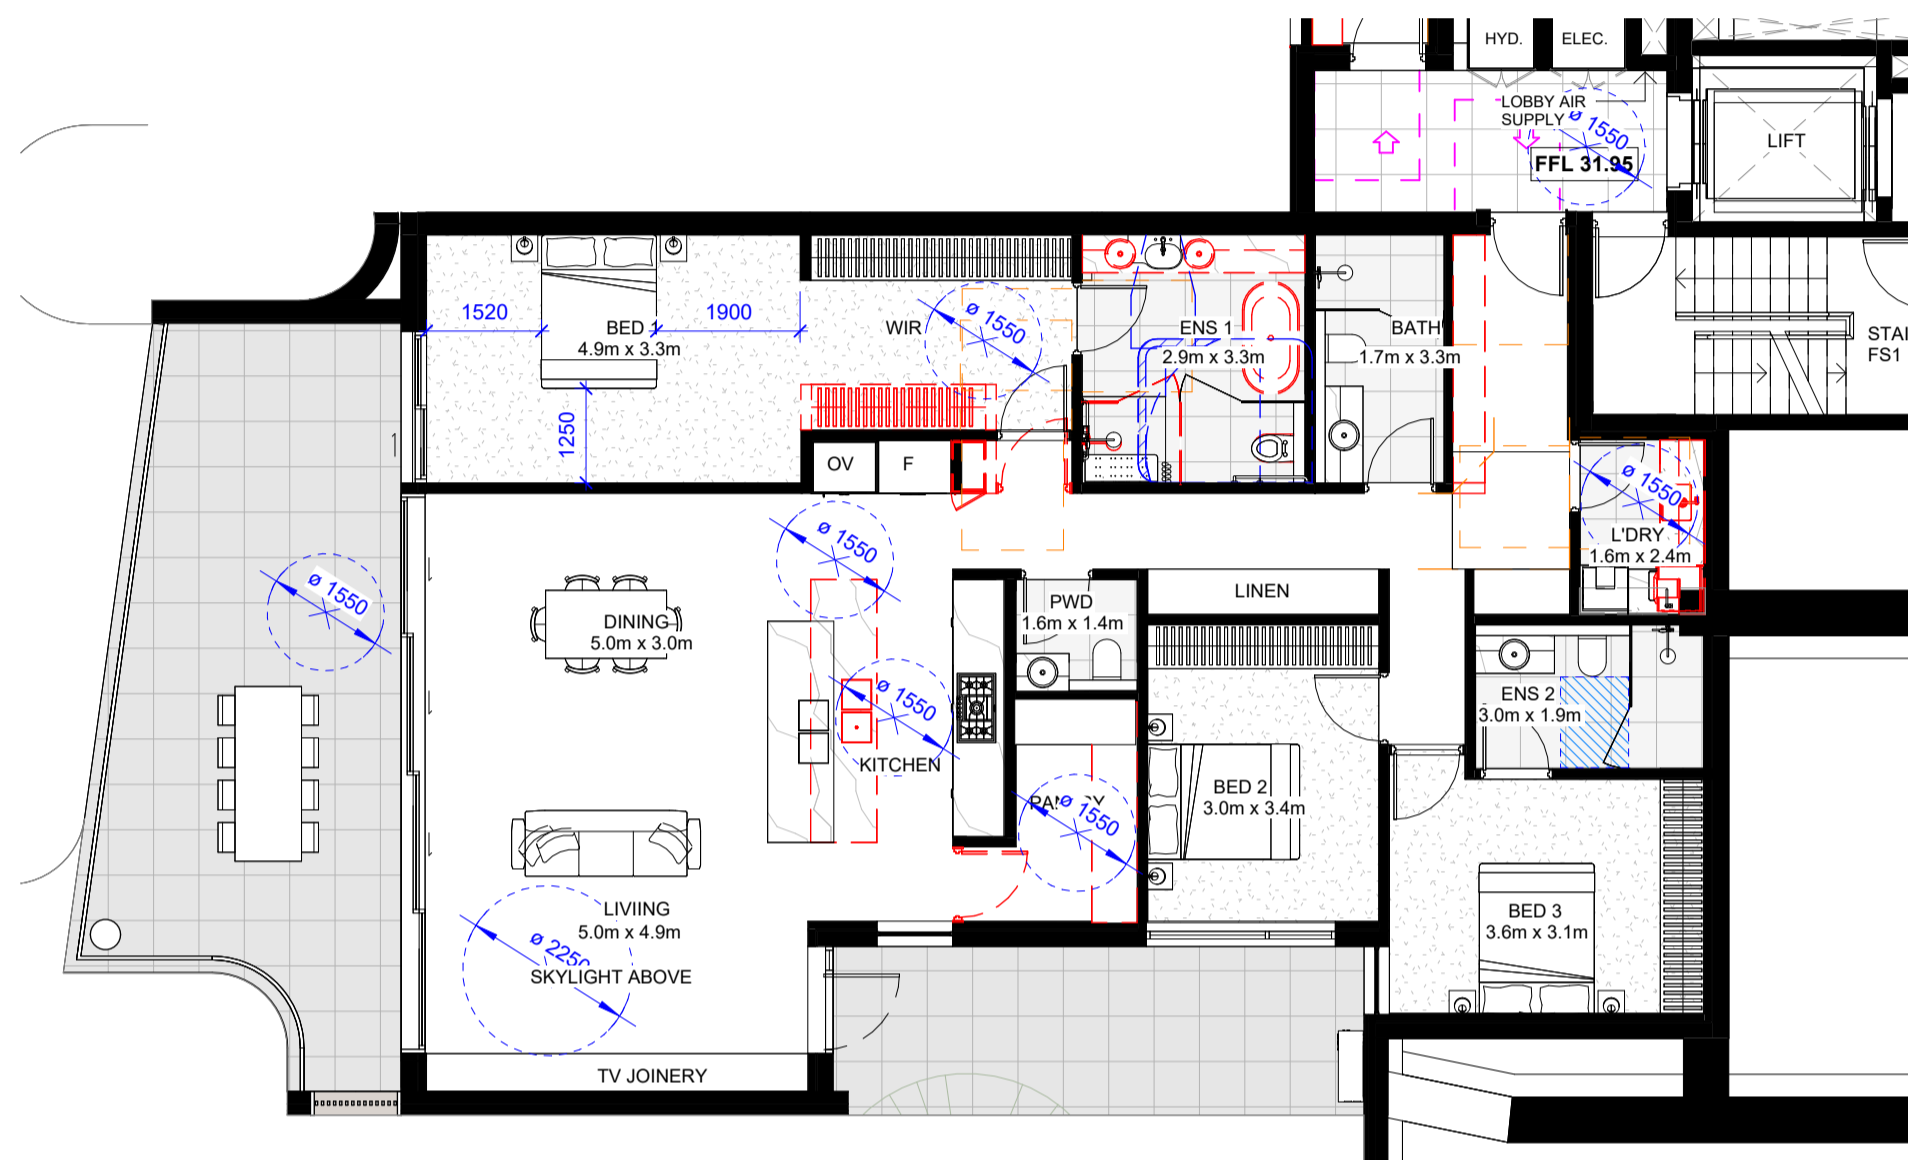 HYD.
ELEC.
LOBBY AIR
SUPPLY
ø 1550
FFL 31.95
LIFT
1520
1900
BED 1
4.9m x 3.3m
1250
WIR
ø 1550
ENS 1
2.9m x 3.3m
BATH
1.7m x 3.3m
FS1
OV
F
ø 1550
L'DRY
1.6m x 2.4m
ø 1550
ø 1550
DINING
5.0m x 3.0m
PWD
1.6m x 1.4m
LINEN
ø 1550
KITCHEN
ENS 2
3.0m x 1.9m
ø 1550
BED 2
3.0m x 3.4m
LIVIING
5.0m x 4.9m
ø 2250
SKYLIGHT ABOVE
BED 3
3.6m x 3.1m
TV JOINERY